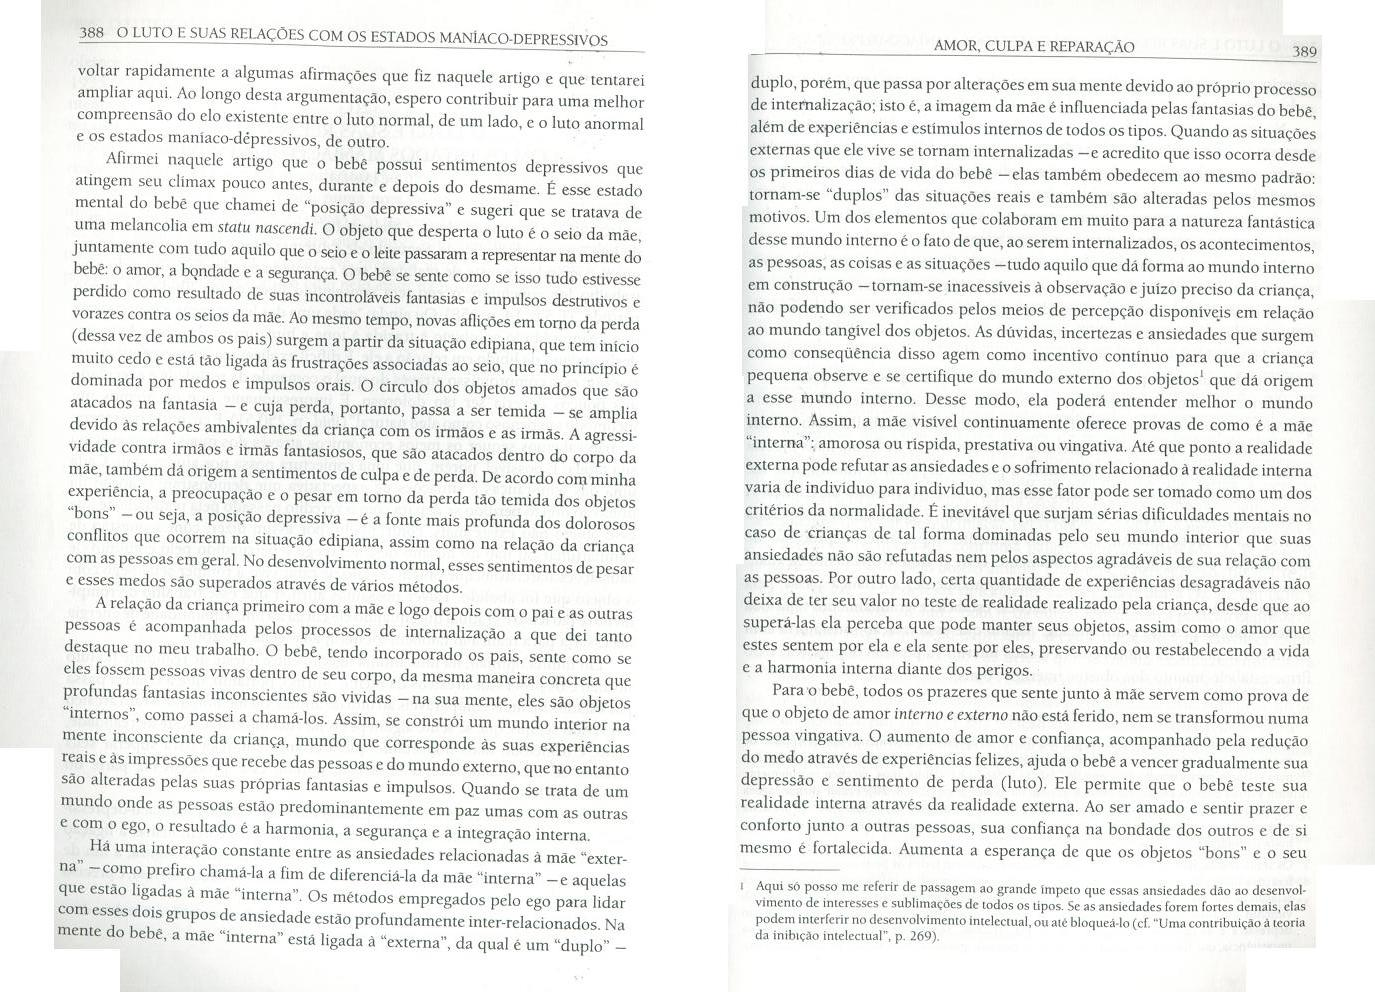 388 O LUTO E SUAS RELAÇÕES COM OS ESTADOS MANÍACO-DEPRESSIVOS
voltar rapidamente a algumas afirmações que fiz naquele artigo e que tentarei
ampliar aqui. Ao longo desta argumentação, espero contribuir para uma melhor
compreensão do elo existente entre o luto normal, de um lado, e o luto anormal
e os estados maníaco-depressivos, de outro.
Afirmei naquele artigo que o bebê possui sentimentos depressivos que
atingem seu clímax pouco antes, durante e depois do desmame. É esse estado
mental do bebê que chamei de “posição depressiva” e sugeri que se tratava de
uma melancolia em statu nascendi. O objeto que desperta o luto é o seio da mãe,
juntamente com tudo aquilo que o seio e o leite passaram a representar na mente do
bebê: o amor, a bondade e a segurança. O bebê se sente como se isso tudo estivesse
perdido como resultado de suas incontroláveis fantasias e impulsos destrutivos e
vorazes contra os seios da mãe. Ao mesmo tempo, novas aflições em torno da perda
(dessa vez de ambos os pais) surgem a partir da situação edipiana, que tem início
muito cedo e está tão ligada às frustrações associadas ao seio, que no princípio é
dominada por medos e impulsos orais. O círculo dos objetos amados que são
atacados na fantasia — e cuja perda, portanto, passa a ser temida — se amplia
devido às relações ambivalentes da criança com os irmãos e as irmãs. A agressi-
vidade contra irmãos e irmãs fantasiosos, que são atacados dentro do corpo da
mãe, também dá origem a sentimentos de culpa e de perda. De acordo com minha
experiência, a preocupação e o pesar em torno da perda tão temida dos objetos
“bons” — ou seja, a posição depressiva — é a fonte mais profunda dos dolorosos
conflitos que ocorrem na situação edipiana, assim como na relação da criança
com as pessoas em geral. No desenvolvimento normal, esses sentimentos de pesar
e esses medos são superados através de vários métodos.
A relação da criança primeiro com a mãe e logo depois com o pai e as outras
pessoas é acompanhada pelos processos de internalização a que dei tanto
destaque no meu trabalho. O bebê, tendo incorporado os pais, sente como se
eles fossem pessoas vivas dentro de seu corpo, da mesma maneira concreta que
profundas fantasias inconscientes são vividas — na sua mente, eles são objetos
“internos”, como passei a chamá-los. Assim, se constrói um mundo interior na
mente inconsciente da criança, mundo que corresponde às suas experiências
reais e às impressões que recebe das pessoas e do mundo externo, que no entanto
são alteradas pelas suas próprias fantasias e impulsos. Quando se trata de um
mundo onde as pessoas estão predominantemente em paz umas com as outras
e com o ego, o resultado é a harmonia, a segurança e a integração interna.
Há uma interação constante entre as ansiedades relacionadas à mãe “exter-
na” — como prefiro chamá-la a fim de diferenciá-la da mãe “interna” — e aquelas
que estão ligadas à mãe “interna”. Os métodos empregados pelo ego para lidar
com esses dois grupos de ansiedade estão profundamente inter-relacionados. Na
mente do bebê, a mãe “interna” está ligada à “externa”, da qual é um “duplo” —
AMOR, CULPA E REPARAÇÃO 389
duplo, porém, que passa por alterações em sua mente devido ao próprio processo
de internalização; isto é, a imagem da mãe é influenciada pelas fantasias do bebê,
além de experiências e estímulos internos de todos os tipos. Quando as situações
externas que ele vive se tornam internalizadas — e acredito que isso ocorra desde
os primeiros dias de vida do bebê — elas também obedecem ao mesmo padrão:
tornam-se “duplos” das situações reais e também são alteradas pelos mesmos
motivos. Um dos elementos que colaboram em muito para a natureza fantástica
desse mundo interno é o fato de que, ao serem internalizados, os acontecimentos,
as pessoas, as coisas e as situações — tudo aquilo que dá forma ao mundo interno
em construção — tornam-se inacessíveis à observação e juízo preciso da criança,
não podendo ser verificados pelos meios de percepção disponíveis em relação
ao mundo tangível dos objetos. As dúvidas, incertezas e ansiedades que surgem
como conseqüência disso agem como incentivo contínuo para que a criança
pequena observe e se certifique do mundo externo dos objetos¹ que dá origem
a esse mundo interno. Desse modo, ela poderá entender melhor o mundo
interno. Assim, a mãe visível continuamente oferece provas de como é a mãe
“interna”: amorosa ou ríspida, prestativa ou vingativa. Até que ponto a realidade
externa pode refutar as ansiedades e o sofrimento relacionado à realidade interna
varia de indivíduo para indivíduo, mas esse fator pode ser tomado como um dos
critérios da normalidade. É inevitável que surjam sérias dificuldades mentais no
caso de crianças de tal forma dominadas pelo seu mundo interior que suas
ansiedades não são refutadas nem pelos aspectos agradáveis de sua relação com
as pessoas. Por outro lado, certa quantidade de experiências desagradáveis não
deixa de ter seu valor no teste de realidade realizado pela criança, desde que ao
superá-las ela perceba que pode manter seus objetos, assim como o amor que
estes sentem por ela e ela sente por eles, preservando ou restabelecendo a vida
e a harmonia interna diante dos perigos.
Para o bebê, todos os prazeres que sente junto à mãe servem como prova de
que o objeto de amor interno e externo não está ferido, nem se transformou numa
pessoa vingativa. O aumento de amor e confiança, acompanhado pela redução
do medo através de experiências felizes, ajuda o bebê a vencer gradualmente sua
depressão e sentimento de perda (luto). Ele permite que o bebê teste sua
realidade interna através da realidade externa. Ao ser amado e sentir prazer e
conforto junto a outras pessoas, sua confiança na bondade dos outros e de si
mesmo é fortalecida. Aumenta a esperança de que os objetos “bons” e o seu
1 Aqui só posso me referir de passagem ao grande ímpeto que essas ansiedades dão ao desenvol-
vimento de interesses e sublimações de todos os tipos. Se as ansiedades forem fortes demais, elas
podem interferir no desenvolvimento intelectual, ou até bloqueá-lo (cf. “Uma contribuição à teoria
da inibição intelectual”, p. 269).